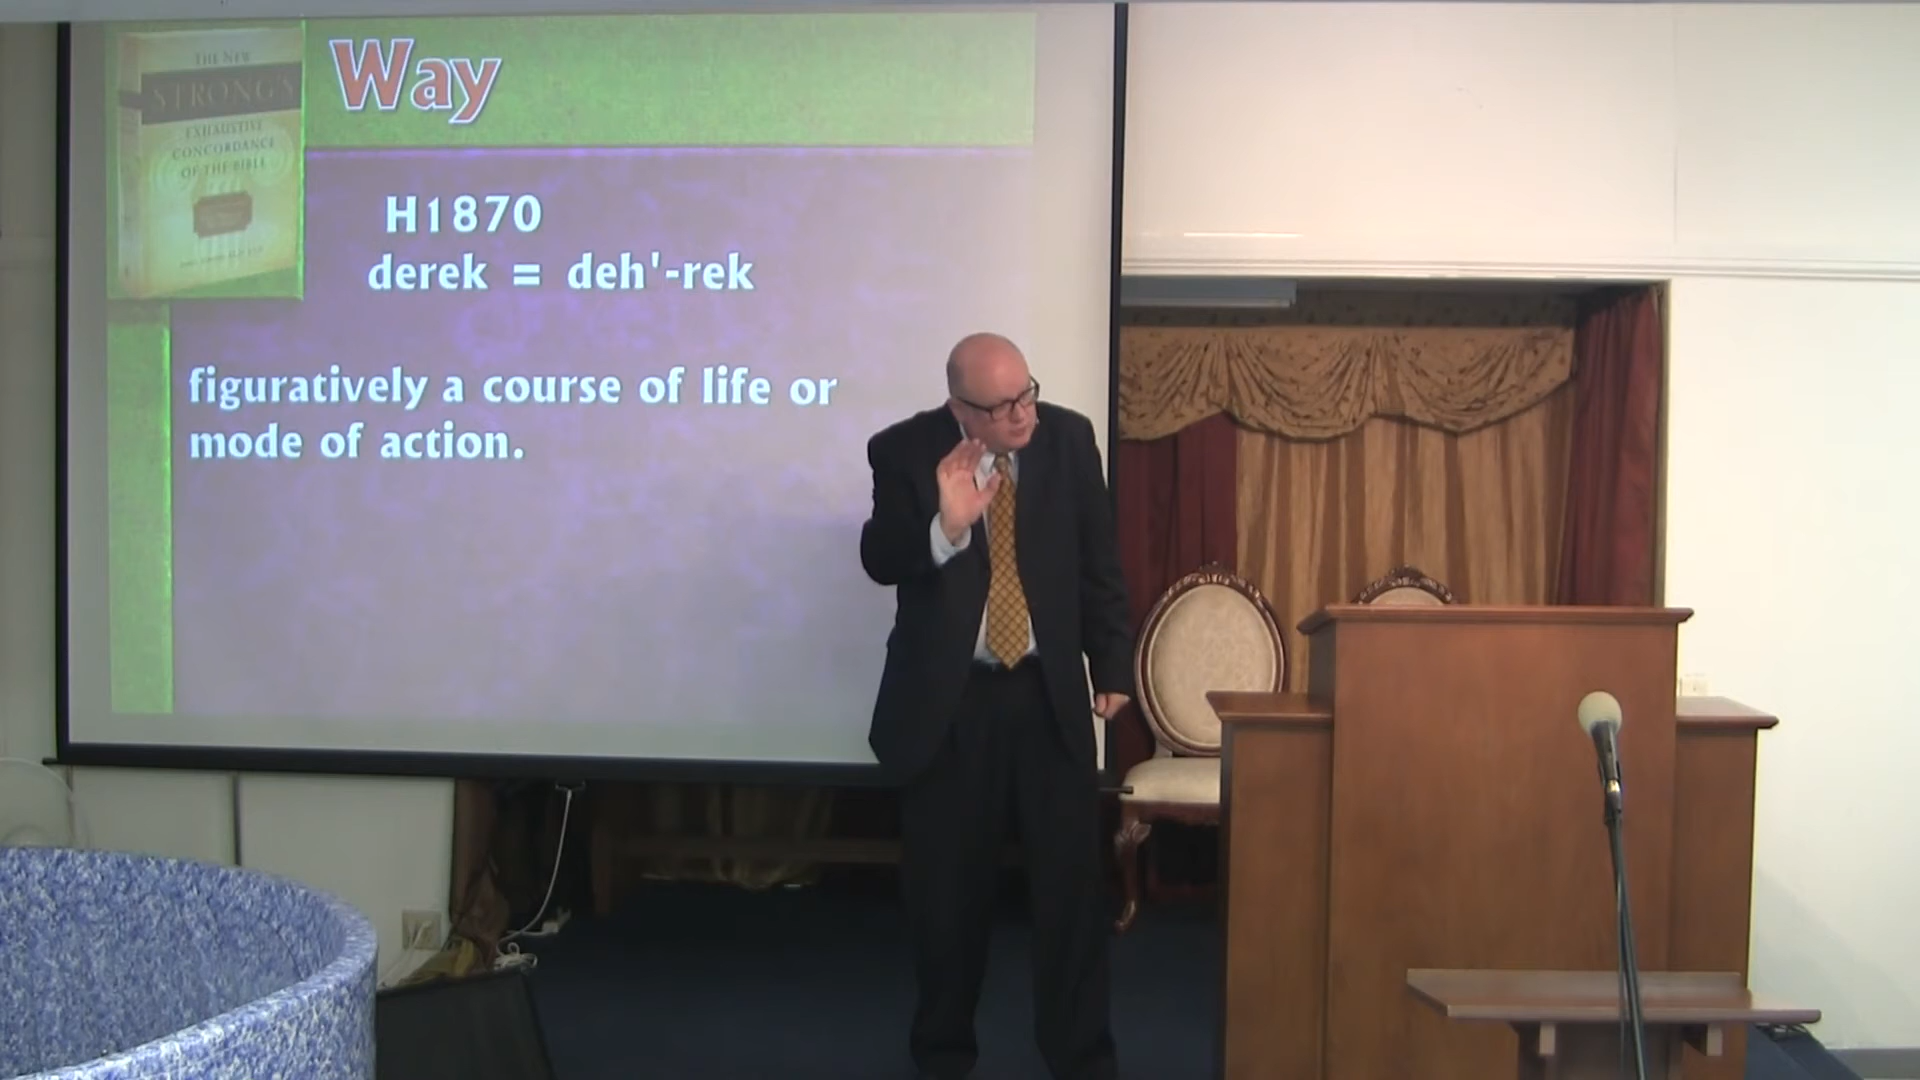 THE NEW
STRONG'S
EXHAUSTIVE
CONCORDANCE
OF THE BIBLE
Way
H1870
derek = deh'-rek
figuratively a course of life or
mode of action.